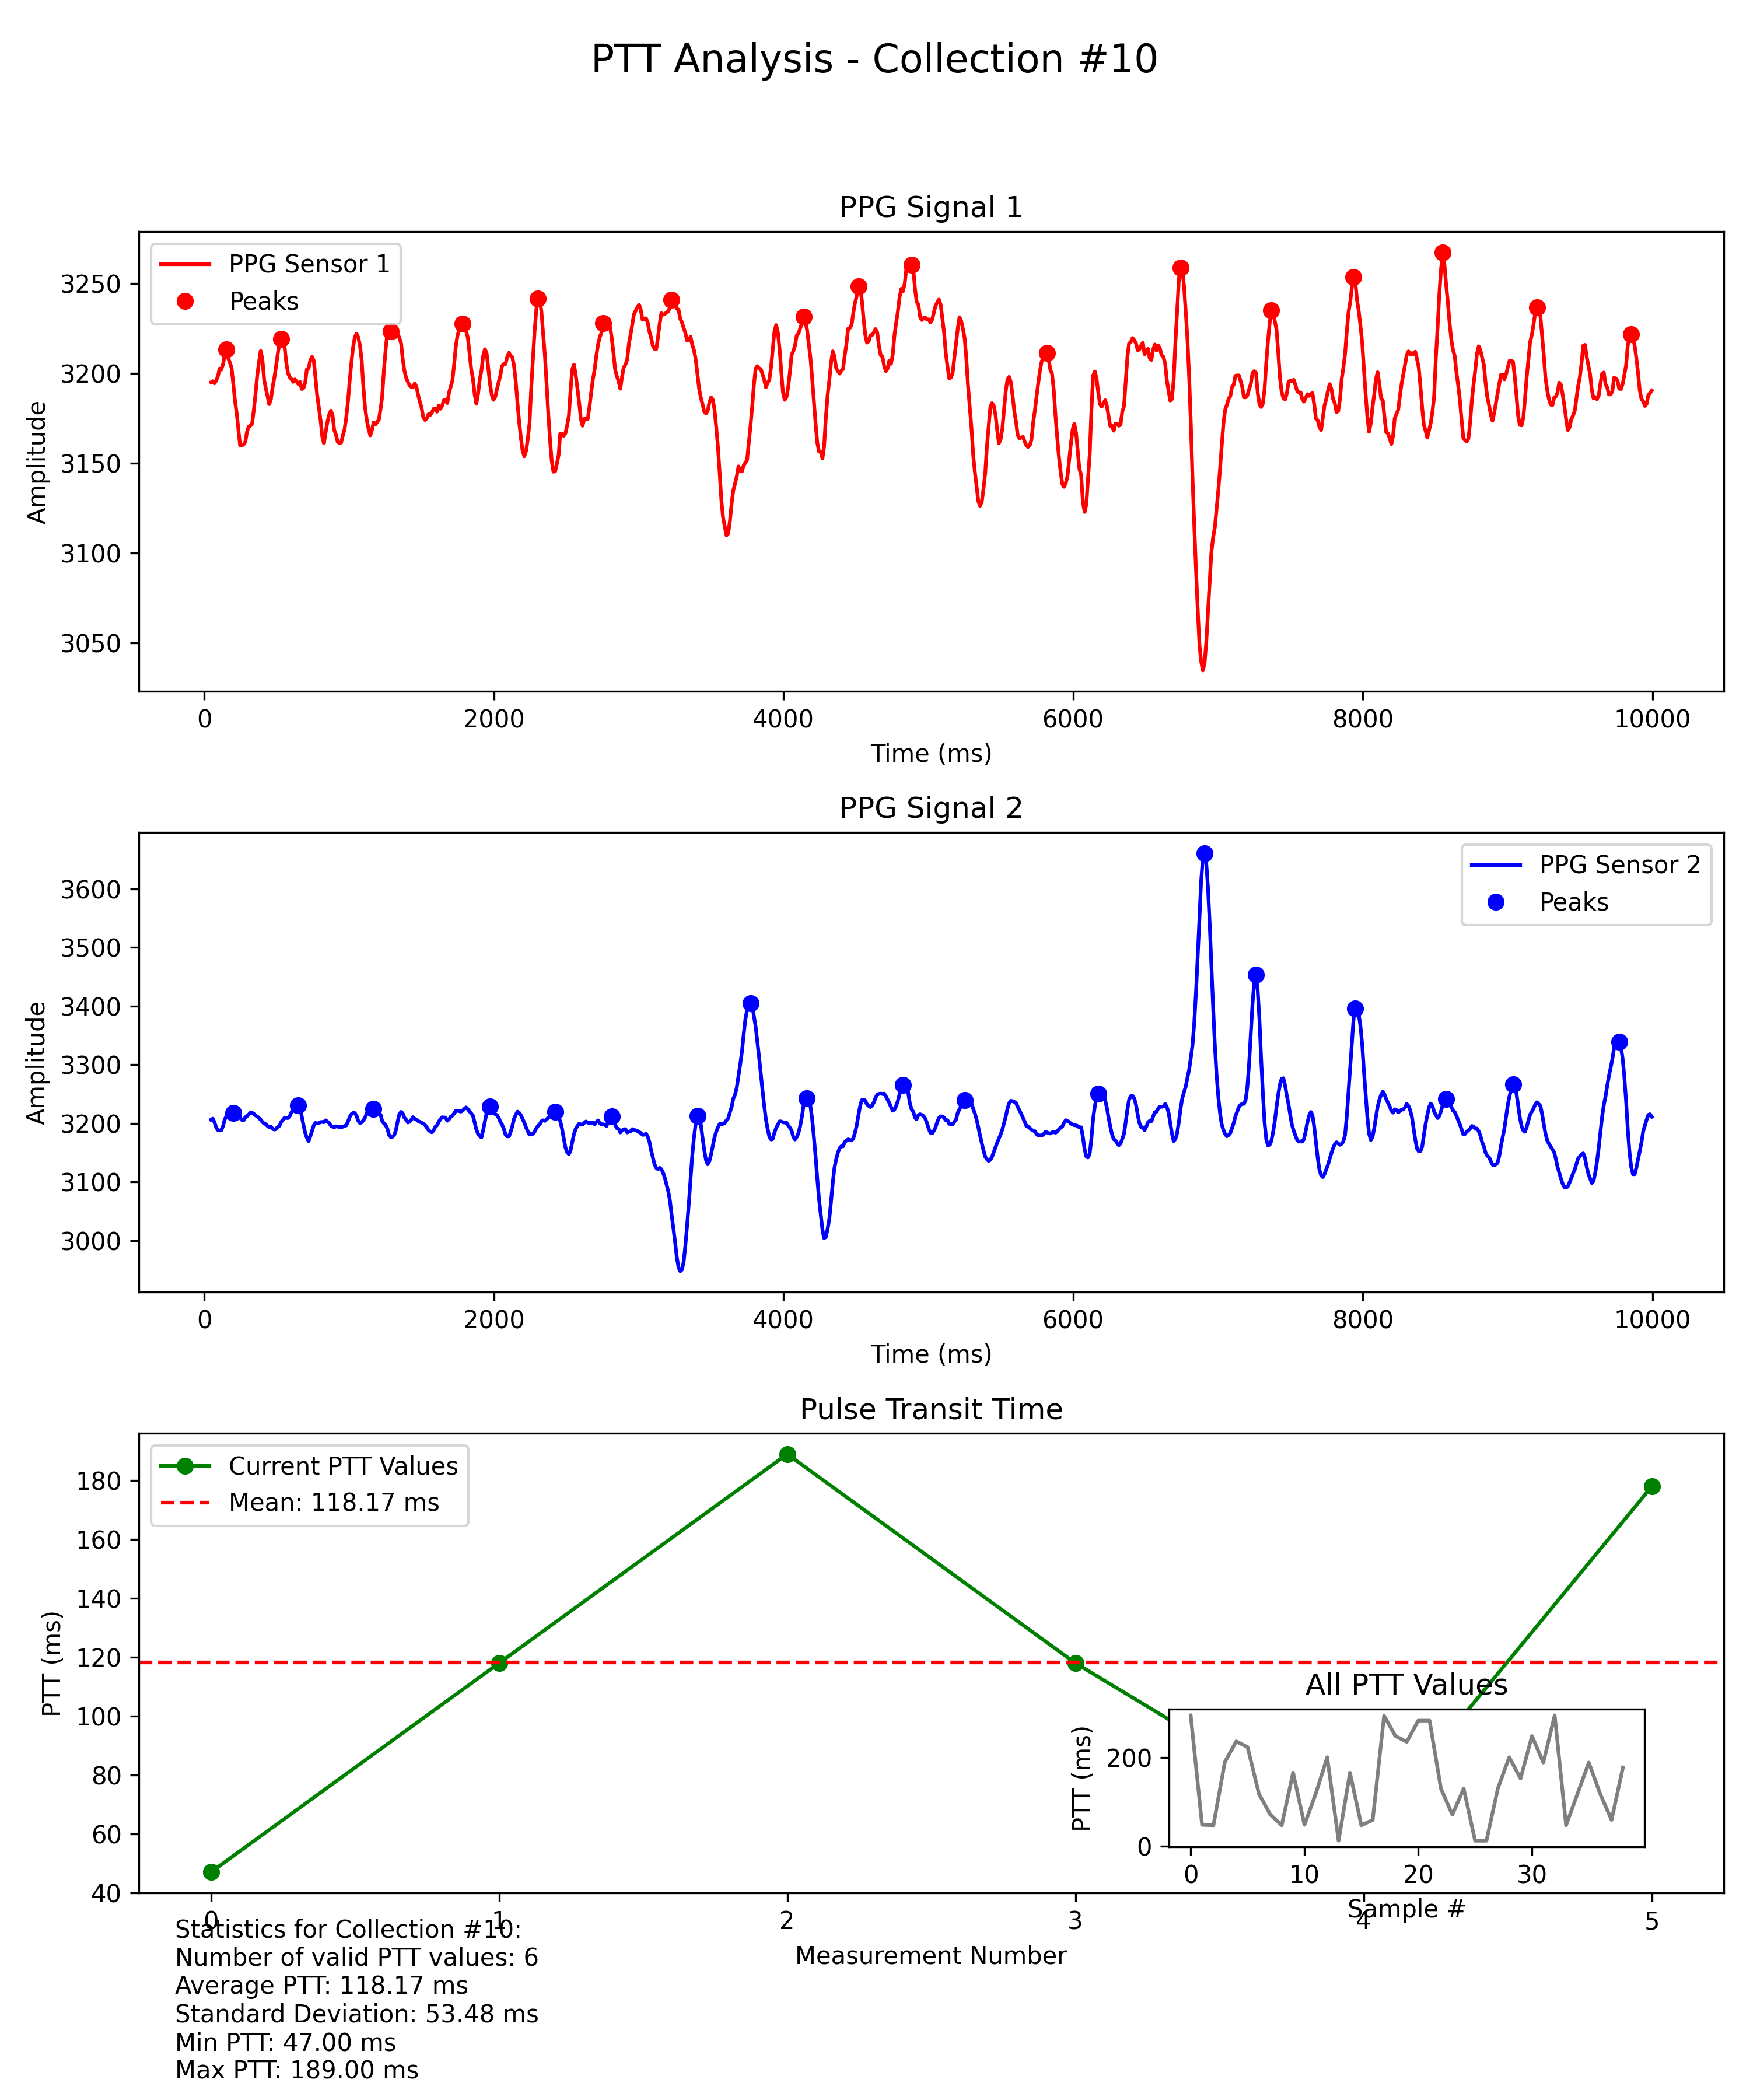 PTT Analysis - Collection #10
PPG Signal 1
PPG Sensor 1
Peaks
Amplitude
3250
3200
3150
3100
3050
0 2000 4000 6000 8000 10000
Time (ms)
PPG Signal 2
PPG Sensor 2
Peaks
Amplitude
3600
3500
3400
3300
3200
3100
3000
0 2000 4000 6000 8000 10000
Time (ms)
Pulse Transit Time
Current PTT Values
Mean: 118.17 ms
PTT (ms)
180
160
140
120
100
80
60
40
All PTT Values
PTT (ms)
200
0
0 10 20 30
Sample #
0 1 2 3 4 5
Measurement Number
Statistics for Collection #10:
Number of valid PTT values: 6
Average PTT: 118.17 ms
Standard Deviation: 53.48 ms
Min PTT: 47.00 ms
Max PTT: 189.00 ms